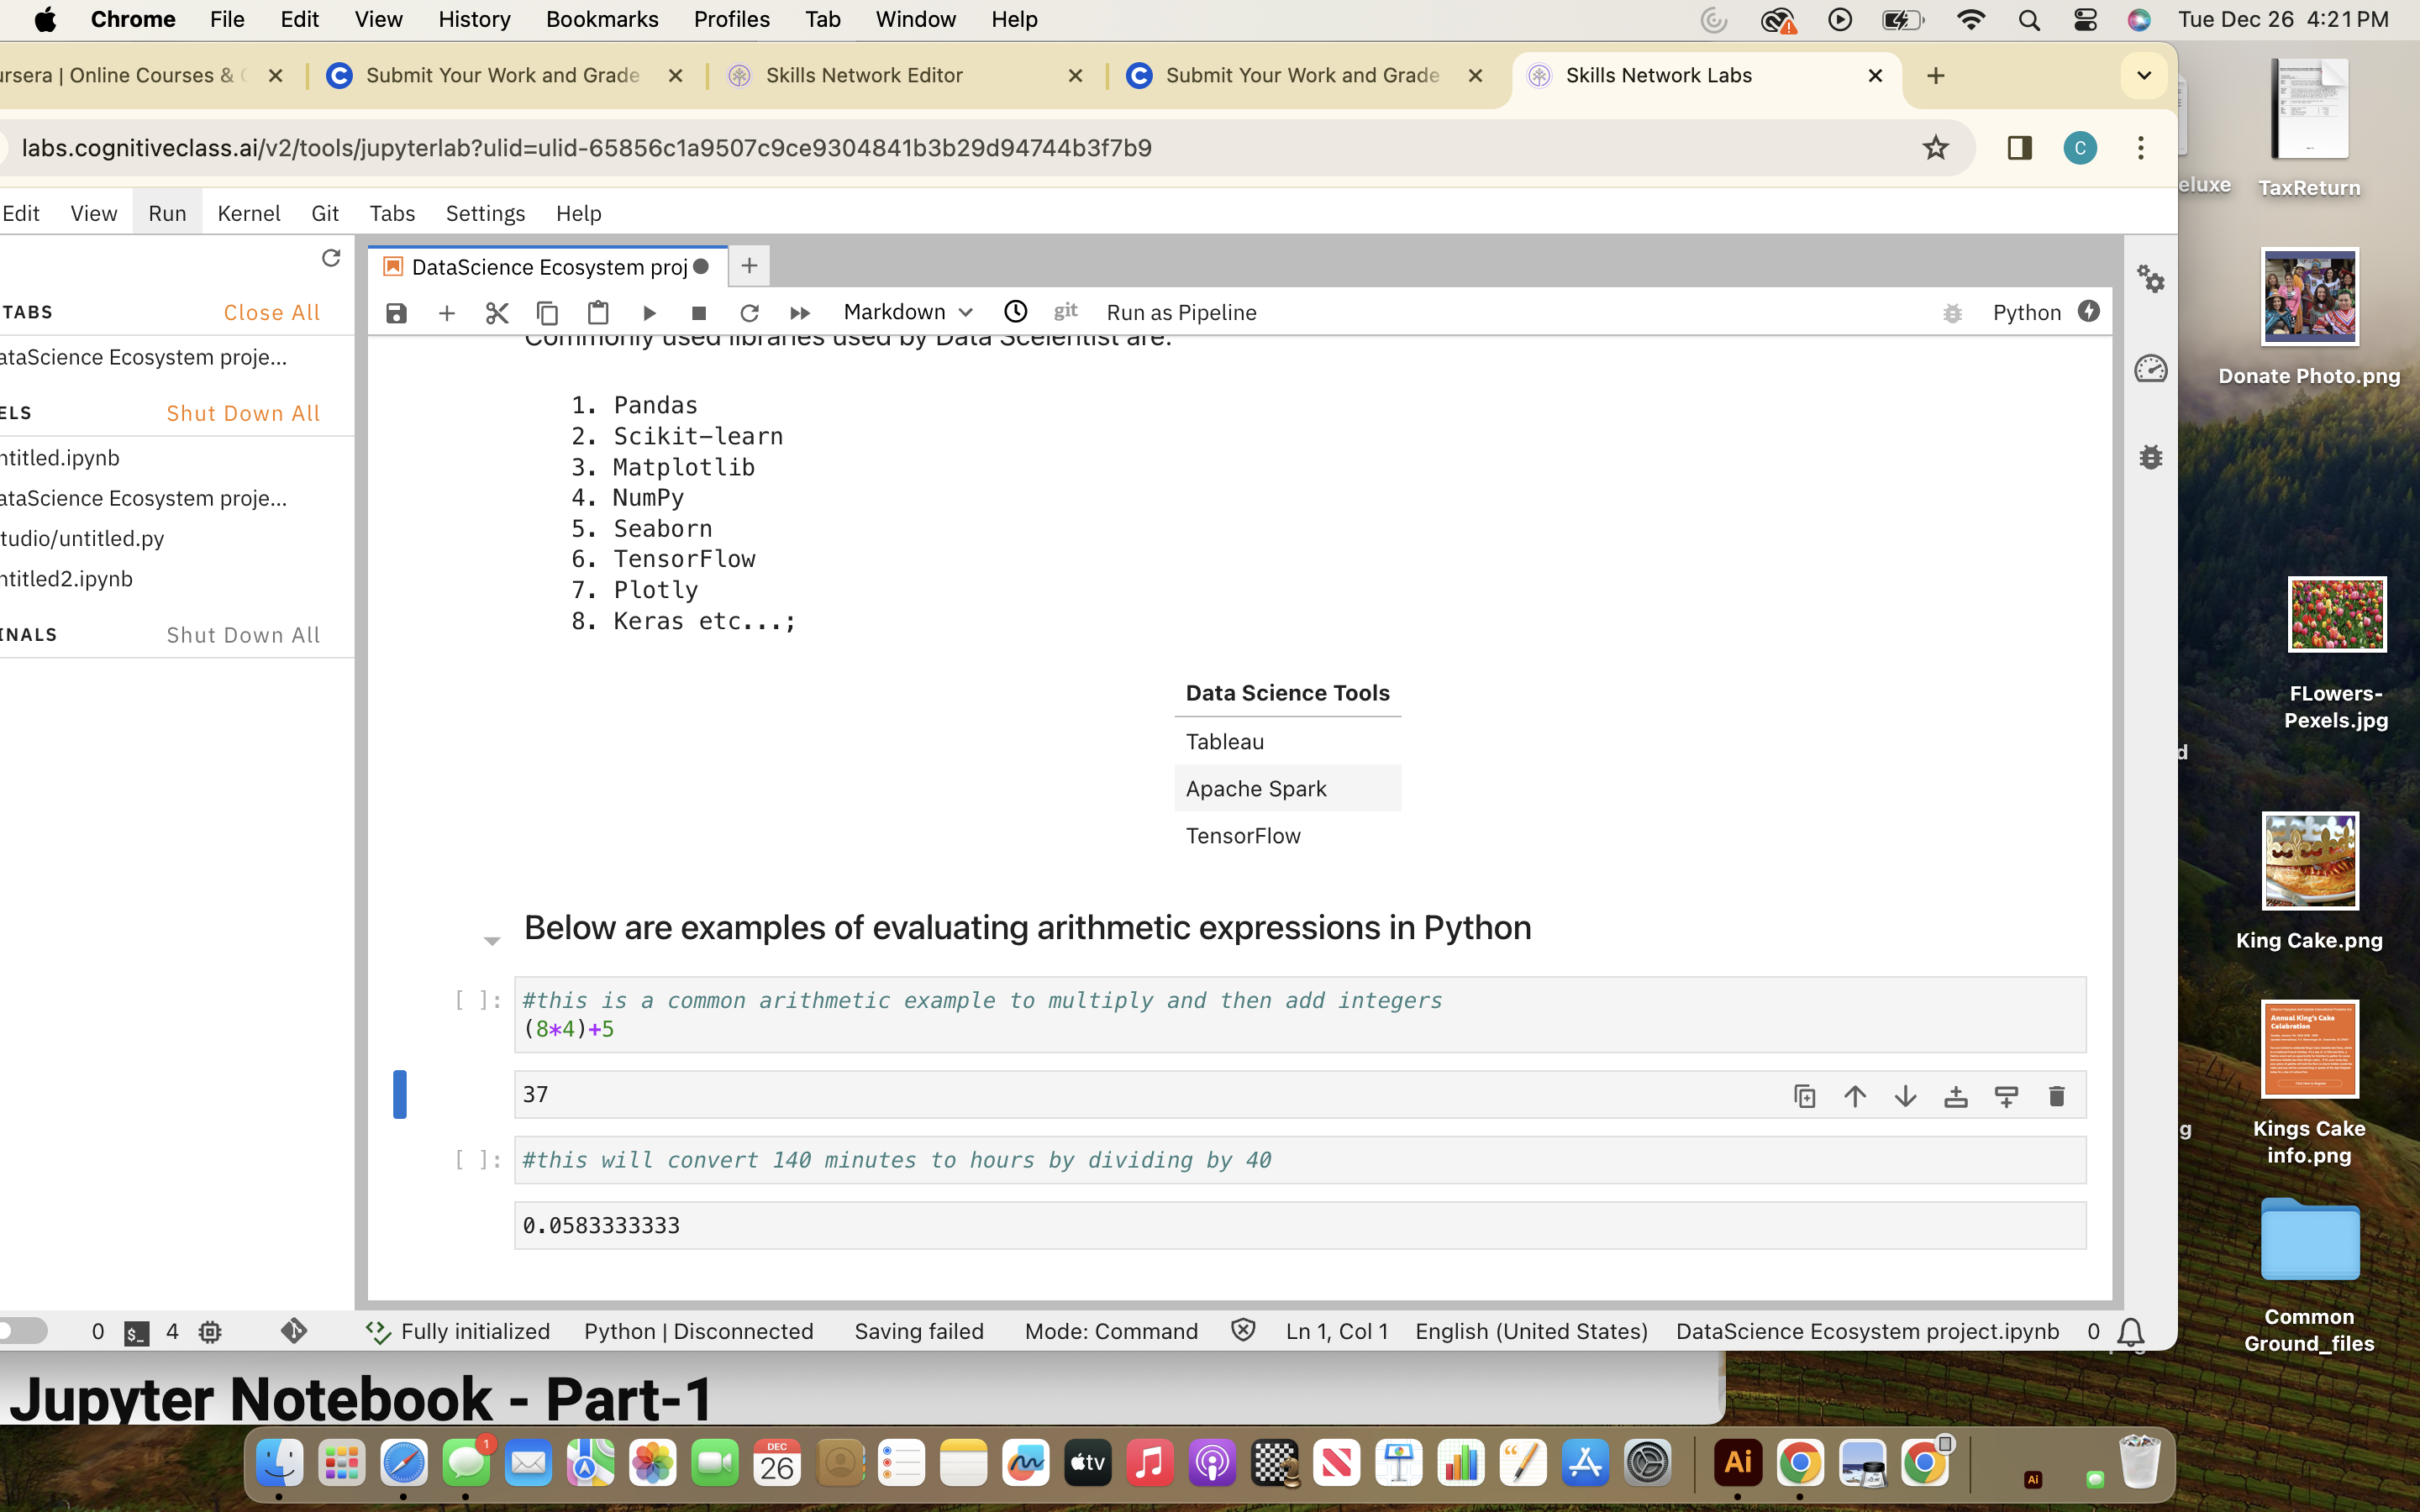 Chrome File Edit View History Bookmarks Profiles Tab Window Help Tue Dec 26 4:21 PM
ursera | Online Courses & Submit Your Work and Grade Skills Network Editor Submit Your Work and Grade Skills Network Labs
labs.cognitiveclass.ai/v2/tools/jupyterlab?ulid=ulid-65856c1a9507c9ce9304841b3b29d94744b3f7b9 C
Edit View Run Kernel Git Tabs Settings Help
TABS Close All
ataScience Ecosystem proje...
ELS Shut Down All
ntitled.ipynb
ataScience Ecosystem proje...
tudio/untitled.py
ntitled2.ipynb
INALS Shut Down All
DataScience Ecosystem proj
Markdown git Run as Pipeline Python
Commonly used libraries used by Data Sceientist are:
1. Pandas
2. Scikit-learn
3. Matplotlib
4. NumPy
5. Seaborn
6. TensorFlow
7. Plotly
8. Keras etc...;
Data Science Tools
Tableau
Apache Spark
TensorFlow
Below are examples of evaluating arithmetic expressions in Python
[ ]: #this is a common arithmetic example to multiply and then add integers
(8*4)+5
37
[ ]: #this will convert 140 minutes to hours by dividing by 40
0.0583333333
0 $_ 4 Fully initialized Python | Disconnected Saving failed Mode: Command Ln 1, Col 1 English (United States) DataScience Ecosystem project.ipynb 0
Jupyter Notebook - Part-1
eluxe
TaxReturn
Donate Photo.png
FLowers-
Pexels.jpg
d
King Cake.png
Annual King's Cake
Celebration
g
Kings Cake
info.png
Common
Ground_files
1
DEC
26
tv
Ai
Ai